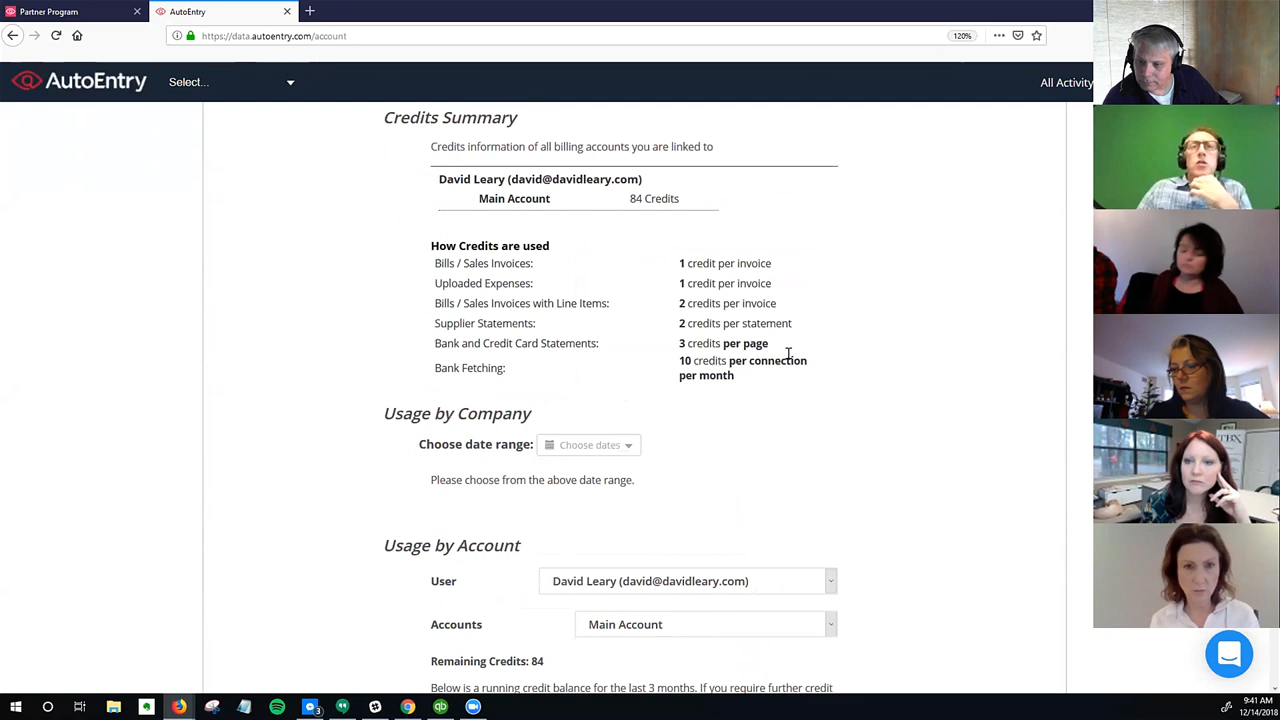 Partner Program
AutoEntry
https://data.autoentry.com/account
120%
AutoEntry
Select...
All Activity
Credits Summary
Credits information of all billing accounts you are linked to
David Leary (david@davidleary.com)
Main Account 84 Credits
How Credits are used
Bills / Sales Invoices: 1 credit per invoice
Uploaded Expenses: 1 credit per invoice
Bills / Sales Invoices with Line Items: 2 credits per invoice
Supplier Statements: 2 credits per statement
Bank and Credit Card Statements: 3 credits per page
Bank Fetching: 10 credits per connection
per month
Usage by Company
Choose date range: Choose dates
Please choose from the above date range.
Usage by Account
User David Leary (david@davidleary.com)
Accounts Main Account
Remaining Credits: 84
Below is a running credit balance for the last 3 months. If you require further credit
TBX
3
qb
9:41 AM
12/14/2018